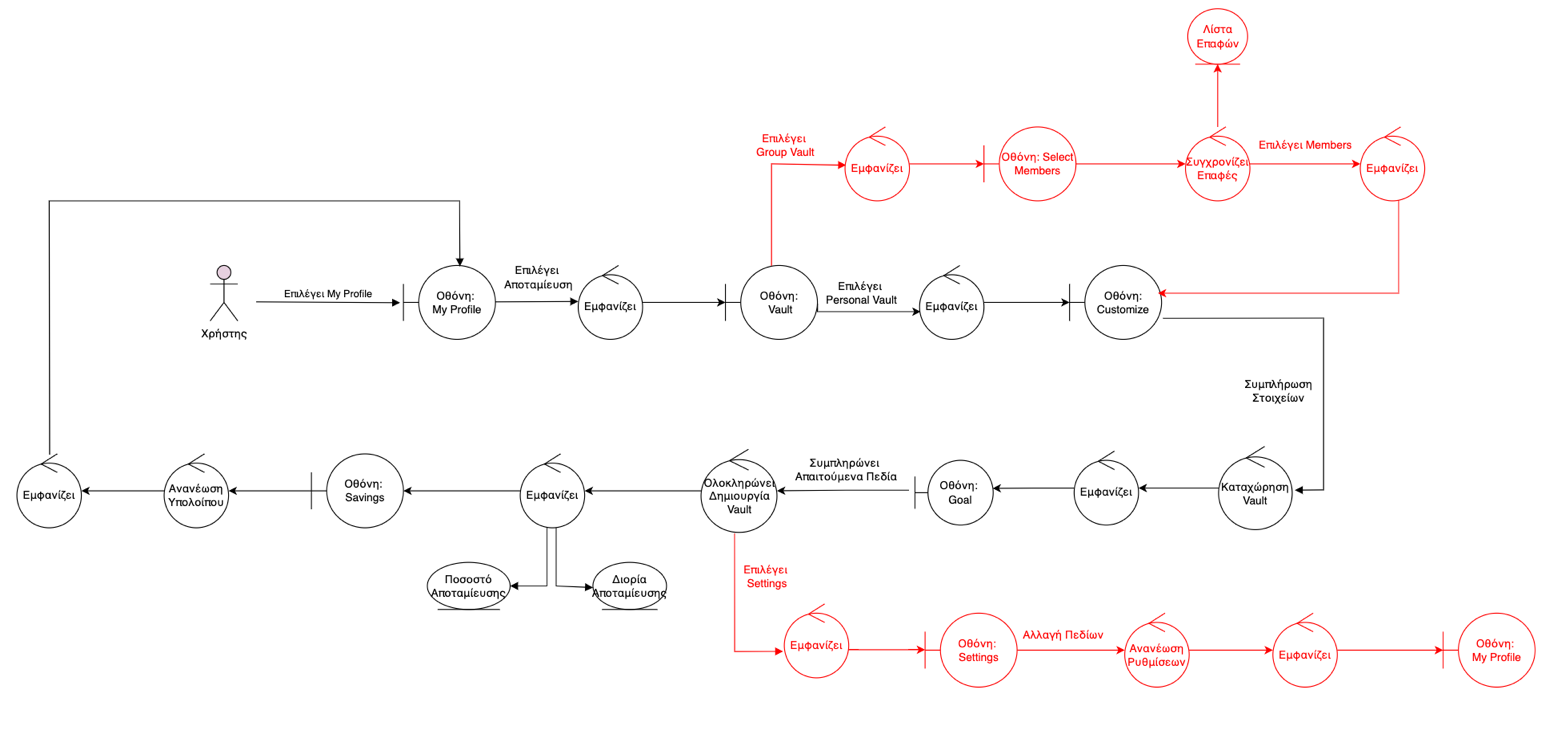 Λίστα
Επαφών
Επιλέγει
Group Vault
Εμφανίζει
Οθόνη: Select
Members
Συγχρονίζει
Επαφές
Επιλέγει Members
Εμφανίζει
Χρήστης
Επιλέγει My Profile
Οθόνη:
My Profile
Επιλέγει
Αποταμίευση
Εμφανίζει
Οθόνη:
Vault
Επιλέγει
Personal Vault
Εμφανίζει
Οθόνη:
Customize
Συμπλήρωση
Στοιχείων
Εμφανίζει
Ανανέωση
Υπολοίπου
Οθόνη:
Savings
Εμφανίζει
Ολοκληρώνει
Δημιουργία
Vault
Συμπληρώνει
Απαιτούμενα Πεδία
Οθόνη:
Goal
Εμφανίζει
Καταχώρηση
Vault
Ποσοστό
Αποταμίευσης
Διορία
Αποταμίευσης
Επιλέγει
Settings
Εμφανίζει
Οθόνη:
Settings
Αλλαγή Πεδίων
Ανανέωση
Ρυθμίσεων
Εμφανίζει
Οθόνη:
My Profile